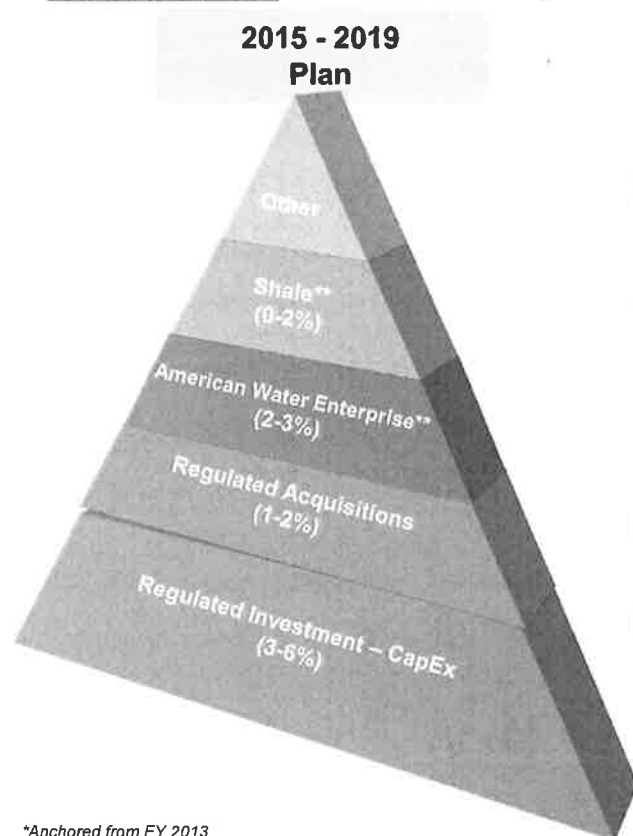 2015 - 2019
Plan
Other
Shale**
(0-2%)
American Water Enterprise**
(2-3%)
Regulated Acquisitions
(1-2%)
Regulated Investment – CapEx
(3-6%)
*Anchored from FY 2013